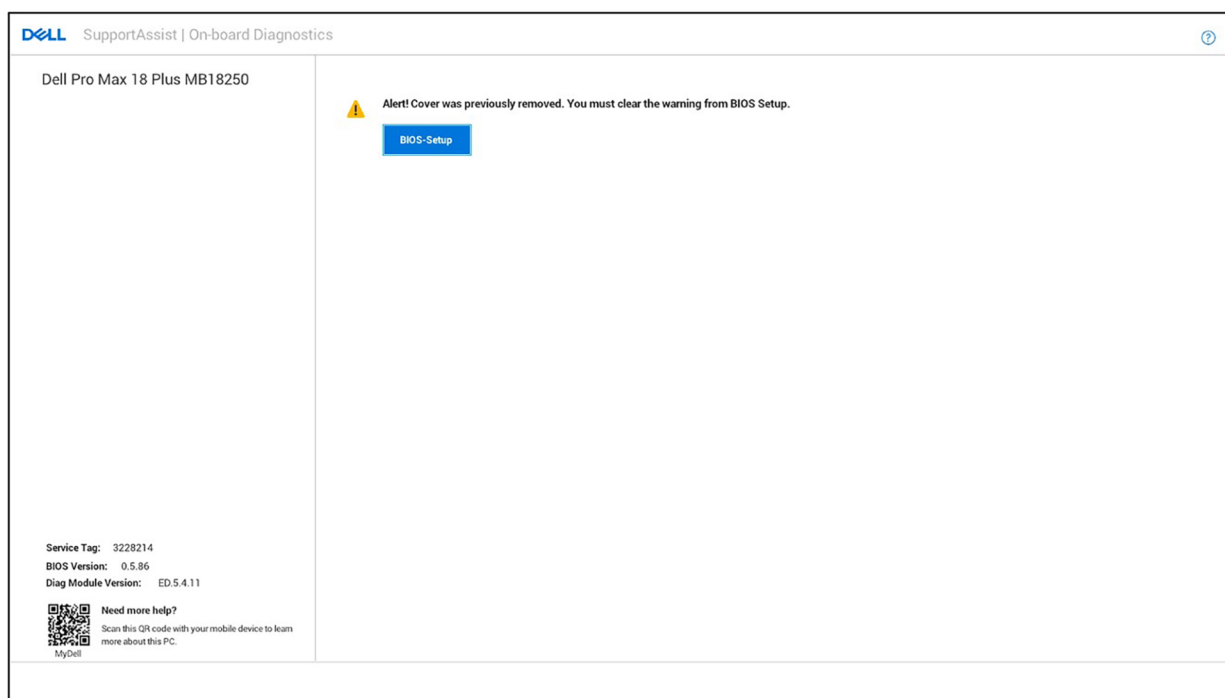 DELL SupportAssist | On-board Diagnostics
?
Dell Pro Max 18 Plus MB18250
Alert! Cover was previously removed. You must clear the warning from BIOS Setup.
BIOS-Setup
Service Tag: 3228214
BIOS Version: 0.5.86
Diag Module Version: ED.5.4.11
Need more help?
Scan this QR code with your mobile device to learn
more about this PC.
MyDell